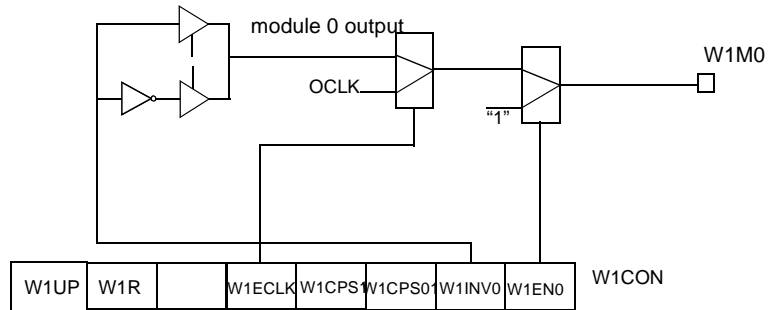 module 0 output
W1M0
OCLK
“1”
W1UP W1R W1ECLK W1CPS1 W1CPS01 W1INV0 W1EN0 W1CON